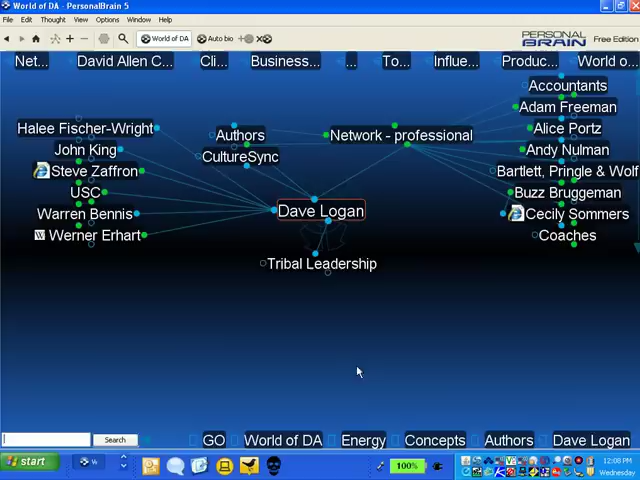 World of DA - PersonalBrain 5
File Edit Thought View Options Window Help
World of DA Auto bio
PERSONAL BRAIN Free Edition
Net... David Allen C... Cli... Business... ... To... Influe... Produc... World o...
Accountants
Adam Freeman
Halee Fischer-Wright Authors Network - professional Alice Portz
John King CultureSync Andy Nulman
Steve Zaffron Bartlett, Pringle & Wolf
USC Buzz Bruggeman
Warren Bennis Dave Logan Cecily Sommers
Werner Erhart Coaches
Tribal Leadership
Search GO World of DA Energy Concepts Authors Dave Logan
start 100% 12:08 PM
Wednesday